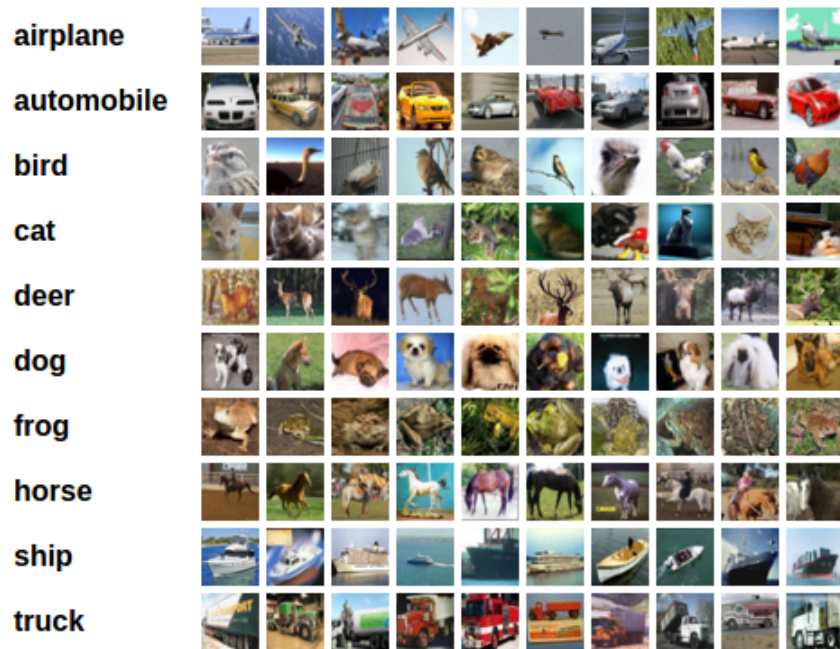 airplane
automobile
bird
cat
deer
dog
frog
horse
ship
truck